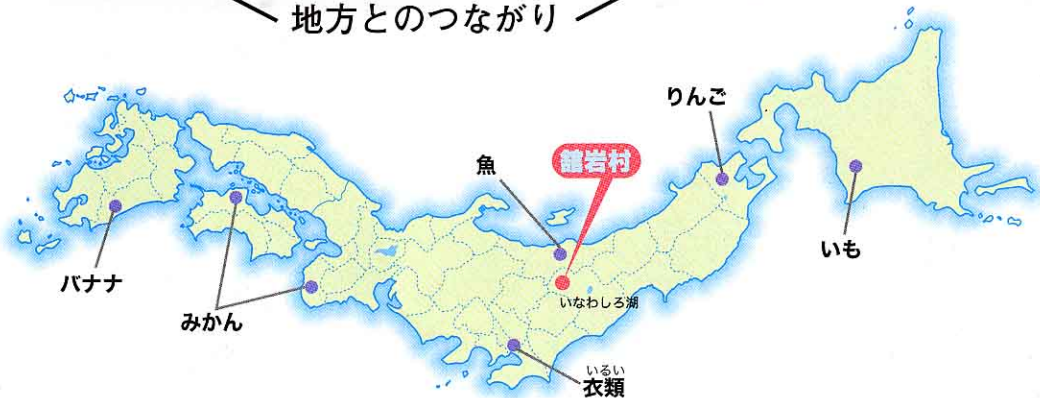 地方とのつながり
りんご
魚
舘岩村
いも
バナナ
いなわしろ湖
みかん
いるい
衣類